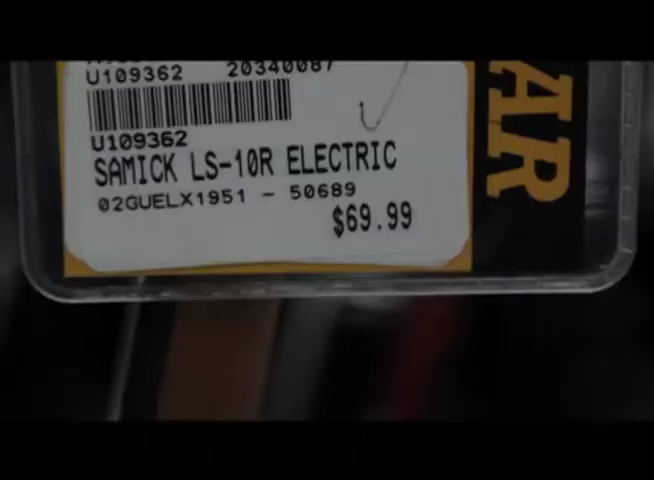 U109362 20340087
U109362
SAMICK LS-10R ELECTRIC
02GUELX1951 - 50689
$69.99
AR